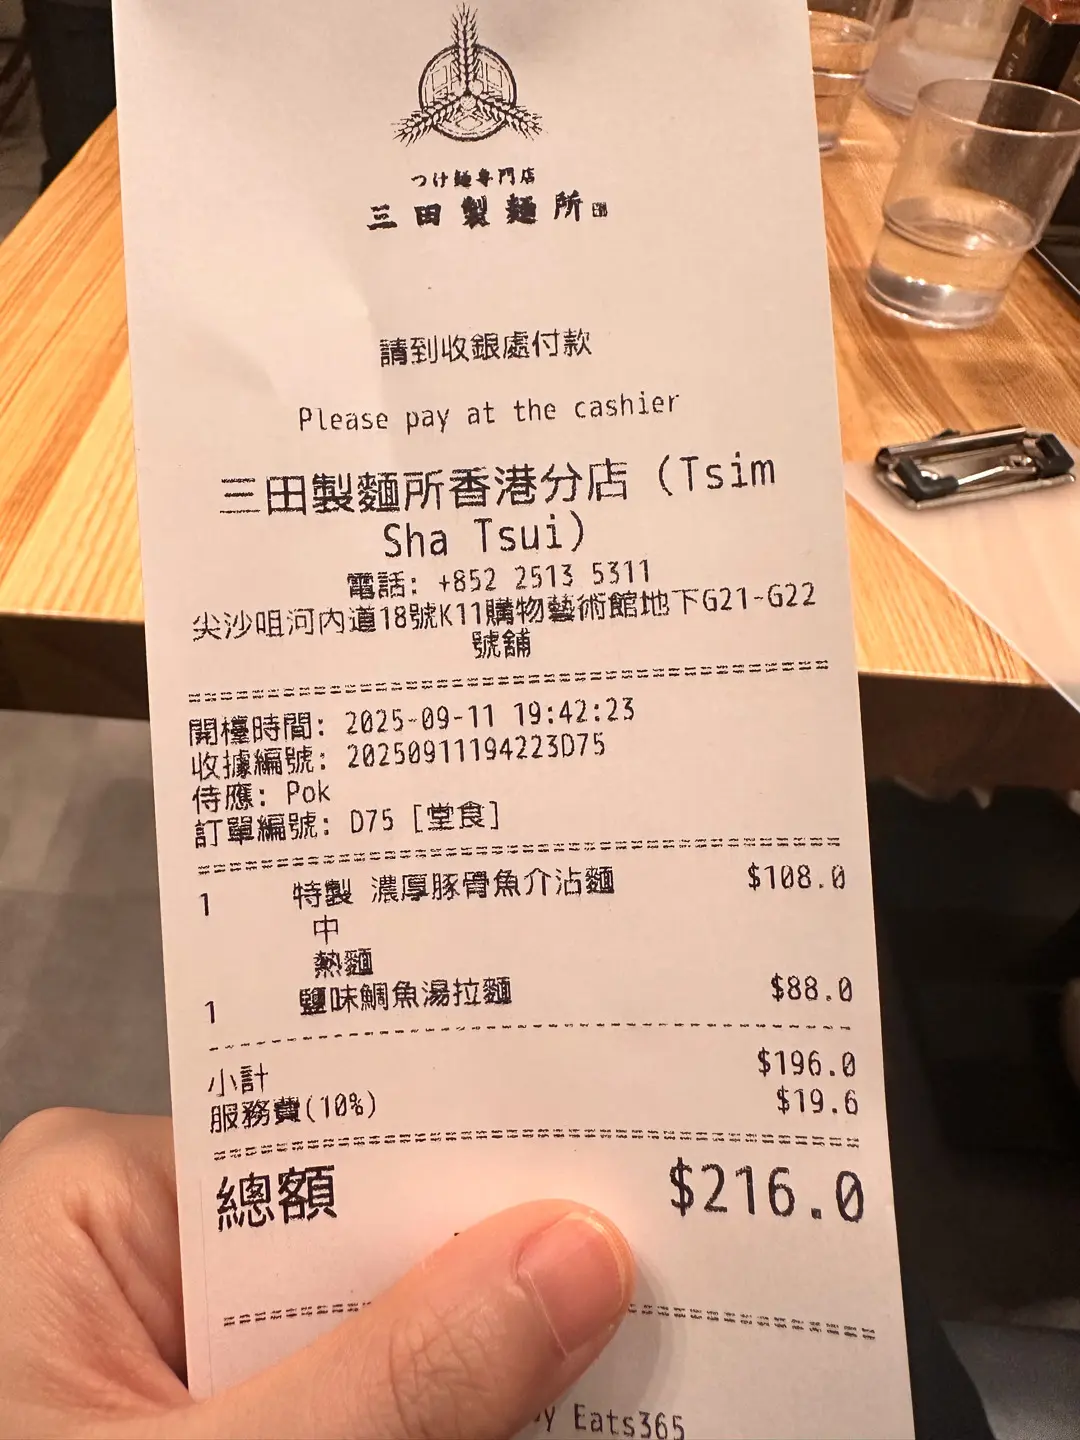 つけ麺専門店
三田製麺所
請到收銀處付款
Please pay at the cashier
三田製麵所香港分店 (Tsim
Sha Tsui)
電話: +852 2513 5311
尖沙咀河內道18號K11購物藝術館地下G21-G22
號舖
開檯時間: 2025-09-11 19:42:23
收據編號: 20250911194223D75
侍應: Pok
訂單編號: D75 [堂食]
1 特製 濃厚豚骨魚介沾麵 $108.0
中
熱麵
1 鹽味鯛魚湯拉麵 $88.0
小計 $196.0
服務費(10%) $19.6
總額 $216.0
Eats365